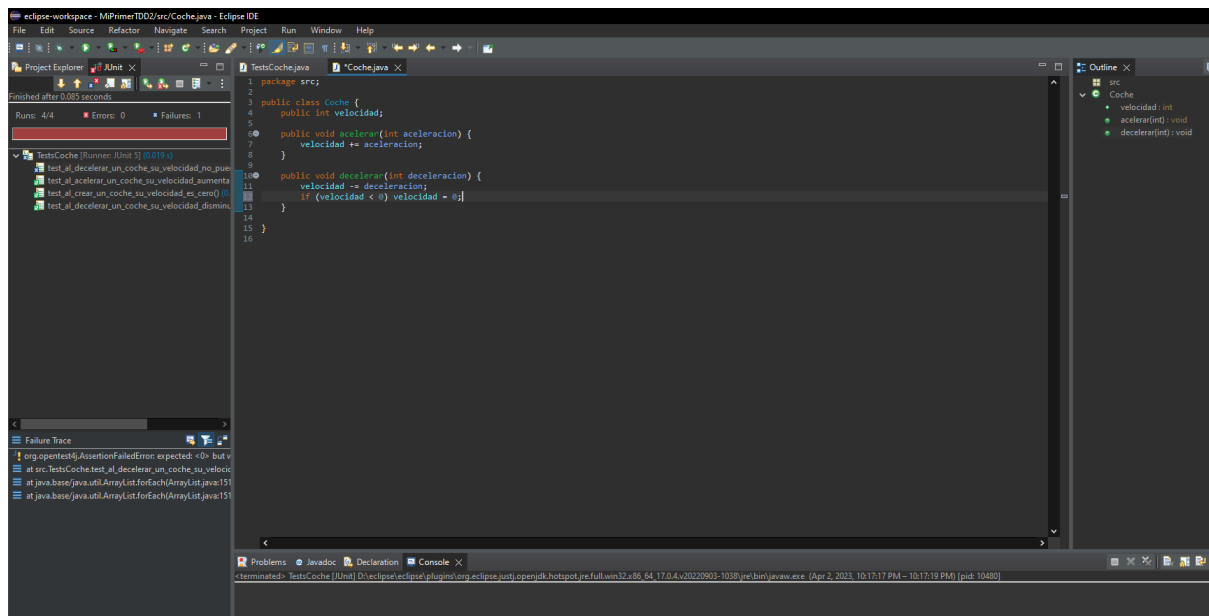 eclipse-workspace - MiPrimerTDD2/src/Coche.java - Eclipse IDE
File Edit Source Refactor Navigate Search Project Run Window Help
Project Explorer JUnit
Finished after 0.085 seconds
Runs: 4/4 Errors: 0 Failures: 1
TestsCoche [Runner: JUnit 5] (0.019 s)
test_al_decelerar_un_coche_su_velocidad_no_pue
test_al_acelerar_un_coche_su_velocidad_aumenta
test_al_crear_un_coche_su_velocidad_es_cero() (0.
test_al_decelerar_un_coche_su_velocidad_disminu
Failure Trace
org.opentest4j.AssertionFailedError: expected: <0> but w
at src.TestsCoche.test_al_decelerar_un_coche_su_velocid
at java.base/java.util.ArrayList.forEach(ArrayList.java:151
at java.base/java.util.ArrayList.forEach(ArrayList.java:151
TestsCoche.java *Coche.java
1 package src;
2
3 public class Coche {
4 public int velocidad;
5
6 public void acelerar(int aceleracion) {
7 velocidad += aceleracion;
8 }
9
10 public void decelerar(int deceleracion) {
11 velocidad -= deceleracion;
12 if (velocidad < 0) velocidad = 0;
13 }
14
15 }
16
Outline
src
Coche
velocidad : int
acelerar(int) : void
decelerar(int) : void
Problems Javadoc Declaration Console
<terminated> TestsCoche [JUnit] D:\eclipse\eclipse\plugins\org.eclipse.justj.openjdk.hotspot.jre.full.win32.x86_64_17.0.4.v20220903-1038\jre\bin\javaw.exe (Apr 2, 2023, 10:17:17 PM – 10:17:19 PM) [pid: 10480]